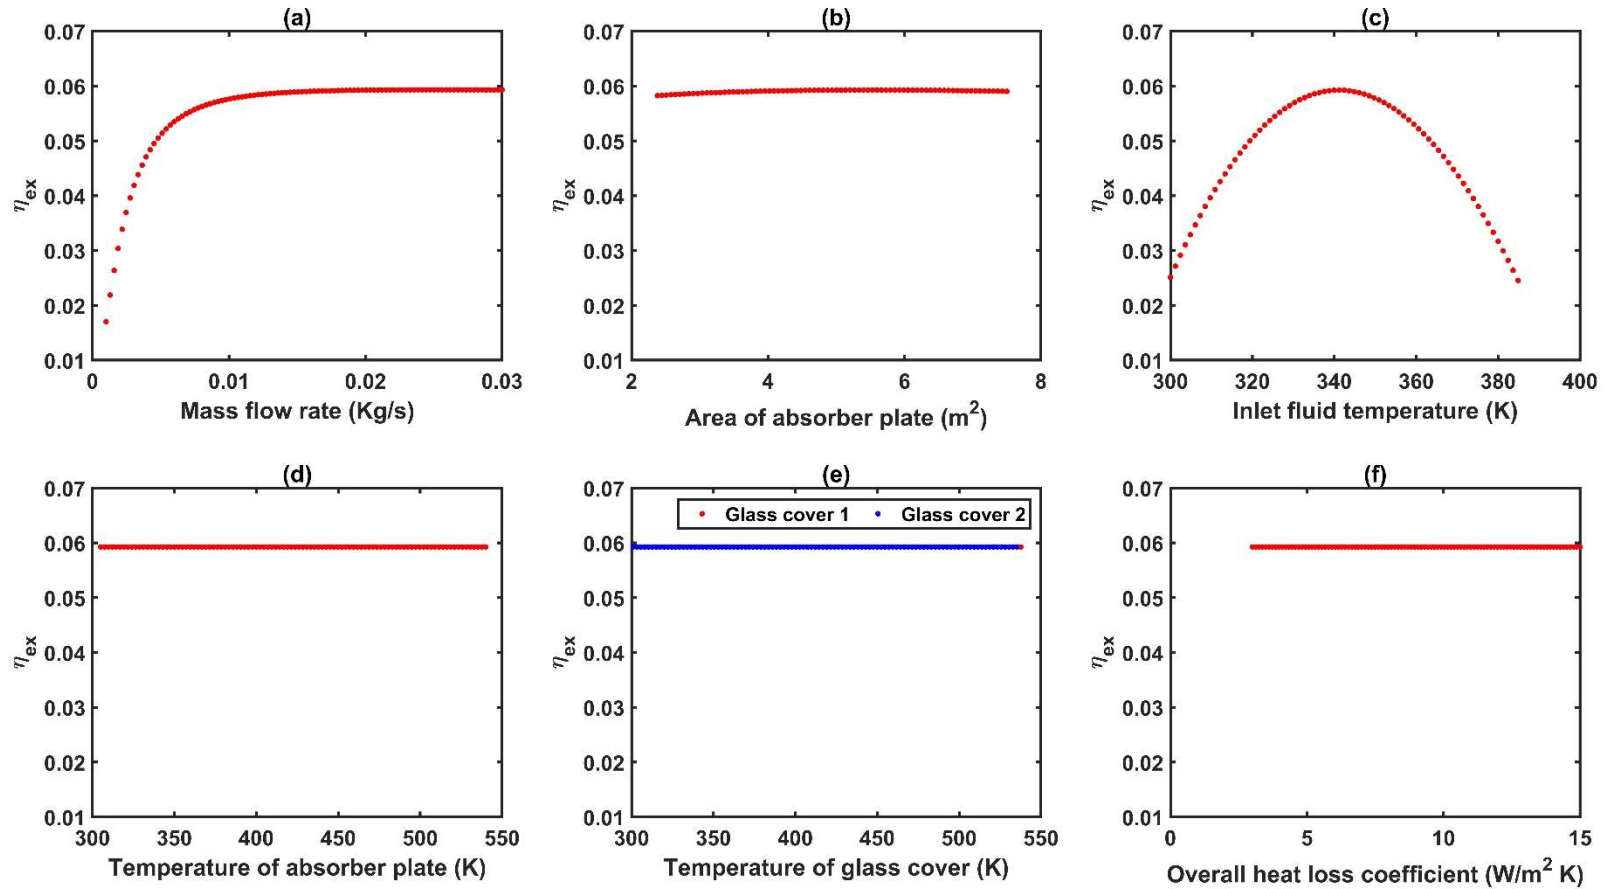 (a)
0.07
0.06
0.05
0.04
0.03
0.02
0.01
ηex
0 0.01 0.02 0.03
Mass flow rate (Kg/s)
(b)
0.07
0.06
0.05
0.04
0.03
0.02
0.01
ηex
2 4 6 8
Area of absorber plate (m²)
(c)
0.07
0.06
0.05
0.04
0.03
0.02
0.01
ηex
300 320 340 360 380 400
Inlet fluid temperature (K)
(d)
0.07
0.06
0.05
0.04
0.03
0.02
0.01
ηex
300 350 400 450 500 550
Temperature of absorber plate (K)
(e)
Glass cover 1 Glass cover 2
0.07
0.06
0.05
0.04
0.03
0.02
0.01
ηex
300 350 400 450 500 550
Temperature of glass cover (K)
(f)
0.07
0.06
0.05
0.04
0.03
0.02
0.01
ηex
0 5 10 15
Overall heat loss coefficient (W/m² K)